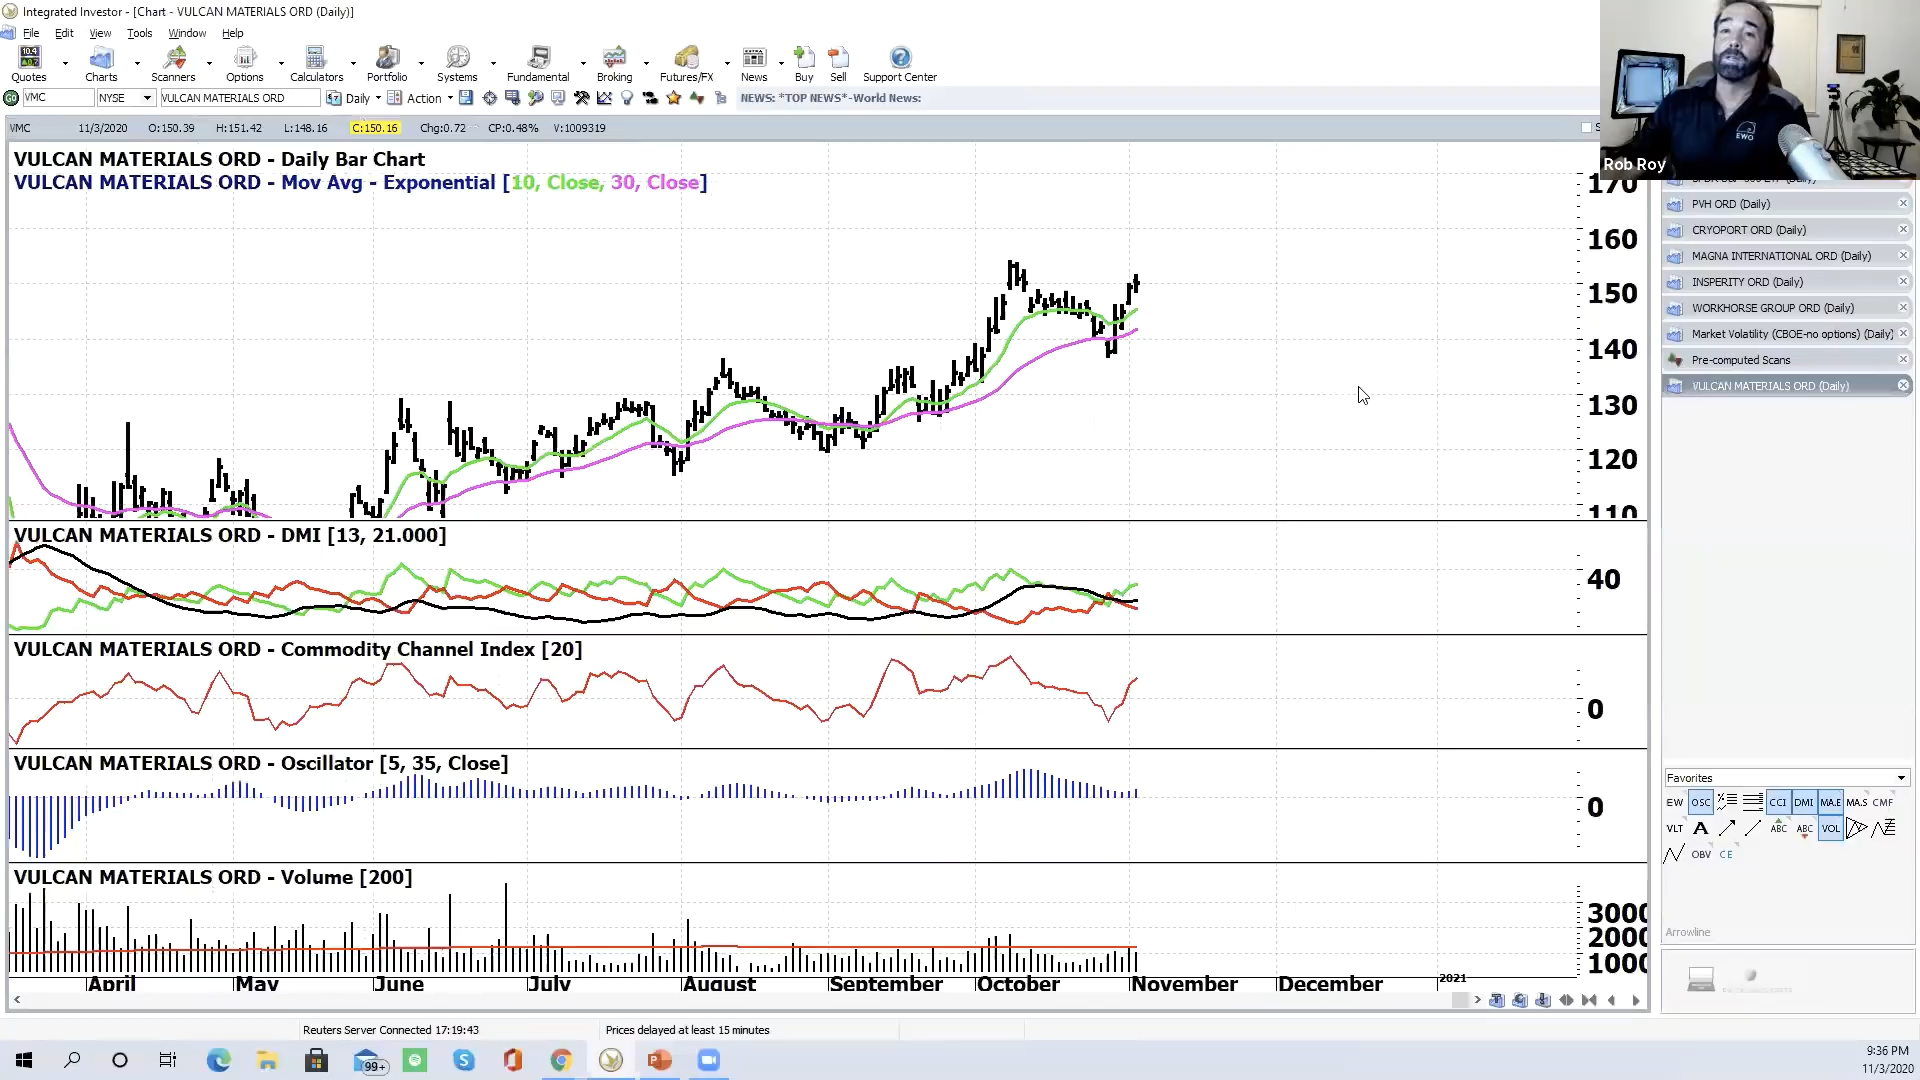 Integrated Investor - [Chart - VULCAN MATERIALS ORD (Daily)]
File Edit View Tools Window Help
Quotes Charts Scanners Options Calculators Portfolio Systems Fundamental Broking Futures/FX News Buy Sell Support Center
GO VMC NYSE VULCAN MATERIALS ORD Daily Action NEWS: *TOP NEWS*-World News:
VMC 11/3/2020 O:150.39 H:151.42 L:148.16 C:150.16 Chg:0.72 CP:0.48% V:1009319
VULCAN MATERIALS ORD - Daily Bar Chart
VULCAN MATERIALS ORD - Mov Avg - Exponential [10, Close, 30, Close]
170
160
150
140
130
120
110
VULCAN MATERIALS ORD - DMI [13, 21.000]
40
VULCAN MATERIALS ORD - Commodity Channel Index [20]
0
VULCAN MATERIALS ORD - Oscillator [5, 35, Close]
0
VULCAN MATERIALS ORD - Volume [200]
3000
2000
1000
April May June July August September October November December 2021
EWO
Rob Roy
PVH ORD (Daily)
CRYOPORT ORD (Daily)
MAGNA INTERNATIONAL ORD (Daily)
INSPERITY ORD (Daily)
WORKHORSE GROUP ORD (Daily)
Market Volatility (CBOE-no options) (Daily)
Pre-computed Scans
VULCAN MATERIALS ORD (Daily)
Favorites
EW OSC CCI DMI MA.E MA.S CMF
VLT A ABC ABC VOL
OBV CE
Arrowline
Reuters Server Connected 17:19:43 Prices delayed at least 15 minutes
99+
9:36 PM
11/3/2020